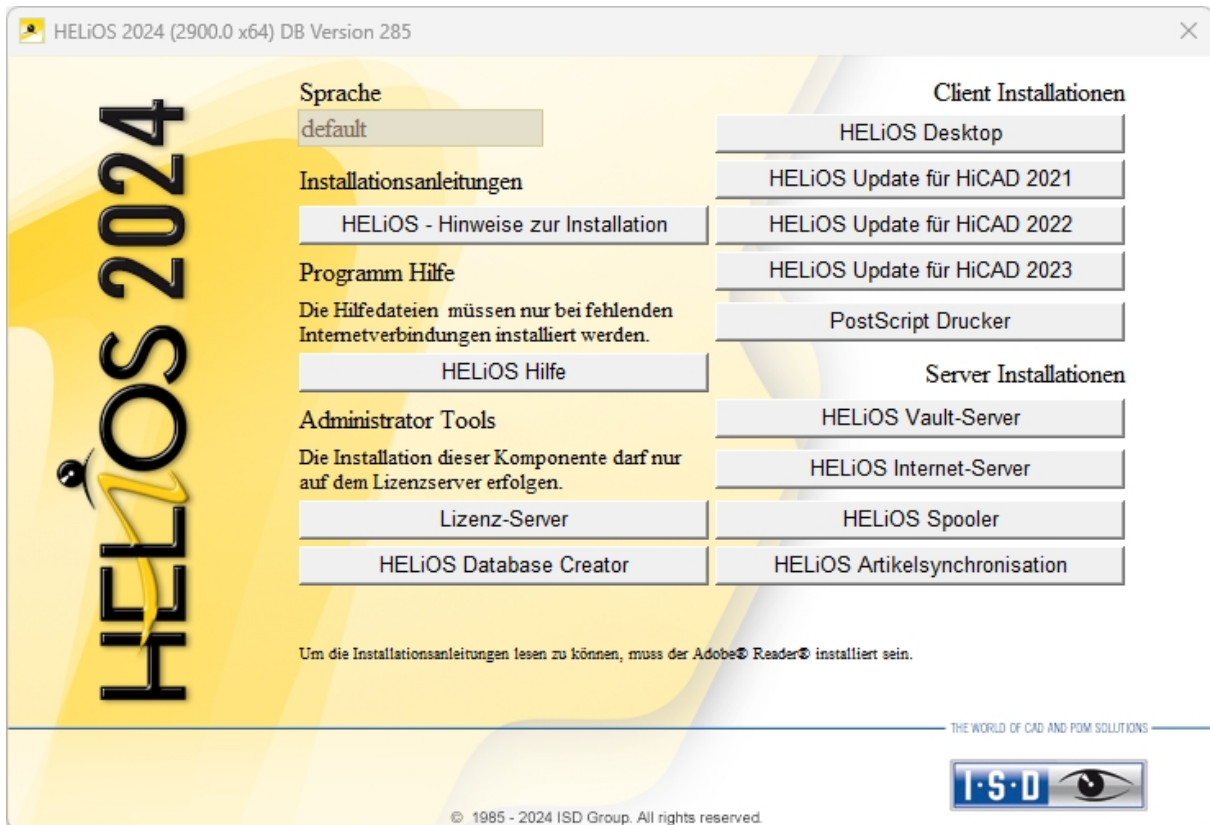 HELiOS 2024 (2900.0 x64) DB Version 285
HELiOS 2024
Sprache
default
Installationsanleitungen
HELiOS - Hinweise zur Installation
Programm Hilfe
Die Hilfedateien müssen nur bei fehlenden
Internetverbindungen installiert werden.
HELiOS Hilfe
Administrator Tools
Die Installation dieser Komponente darf nur
auf dem Lizenzserver erfolgen.
Lizenz-Server
HELiOS Database Creator
Client Installationen
HELiOS Desktop
HELiOS Update für HiCAD 2021
HELiOS Update für HiCAD 2022
HELiOS Update für HiCAD 2023
PostScript Drucker
Server Installationen
HELiOS Vault-Server
HELiOS Internet-Server
HELiOS Spooler
HELiOS Artikelsynchronisation
Um die Installationsanleitungen lesen zu können, muss der Adobe® Reader® installiert sein.
THE WORLD OF CAD AND PDM SOLUTIONS
I·S·D
© 1985 - 2024 ISD Group. All rights reserved.